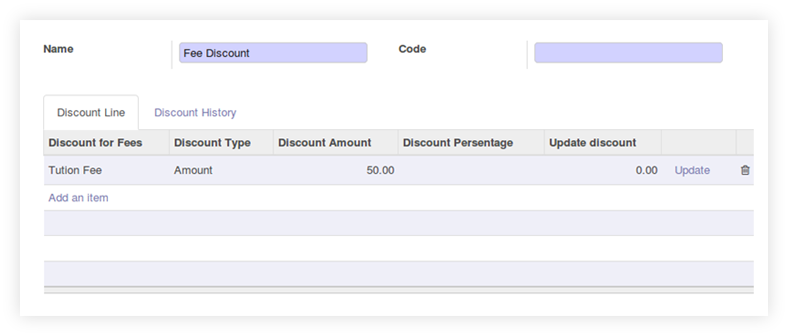 Name Fee Discount Code
Discount Line Discount History
Discount for Fees Discount Type Discount Amount Discount Persentage Update discount
Tution Fee Amount 50.00 0.00 Update
Add an item